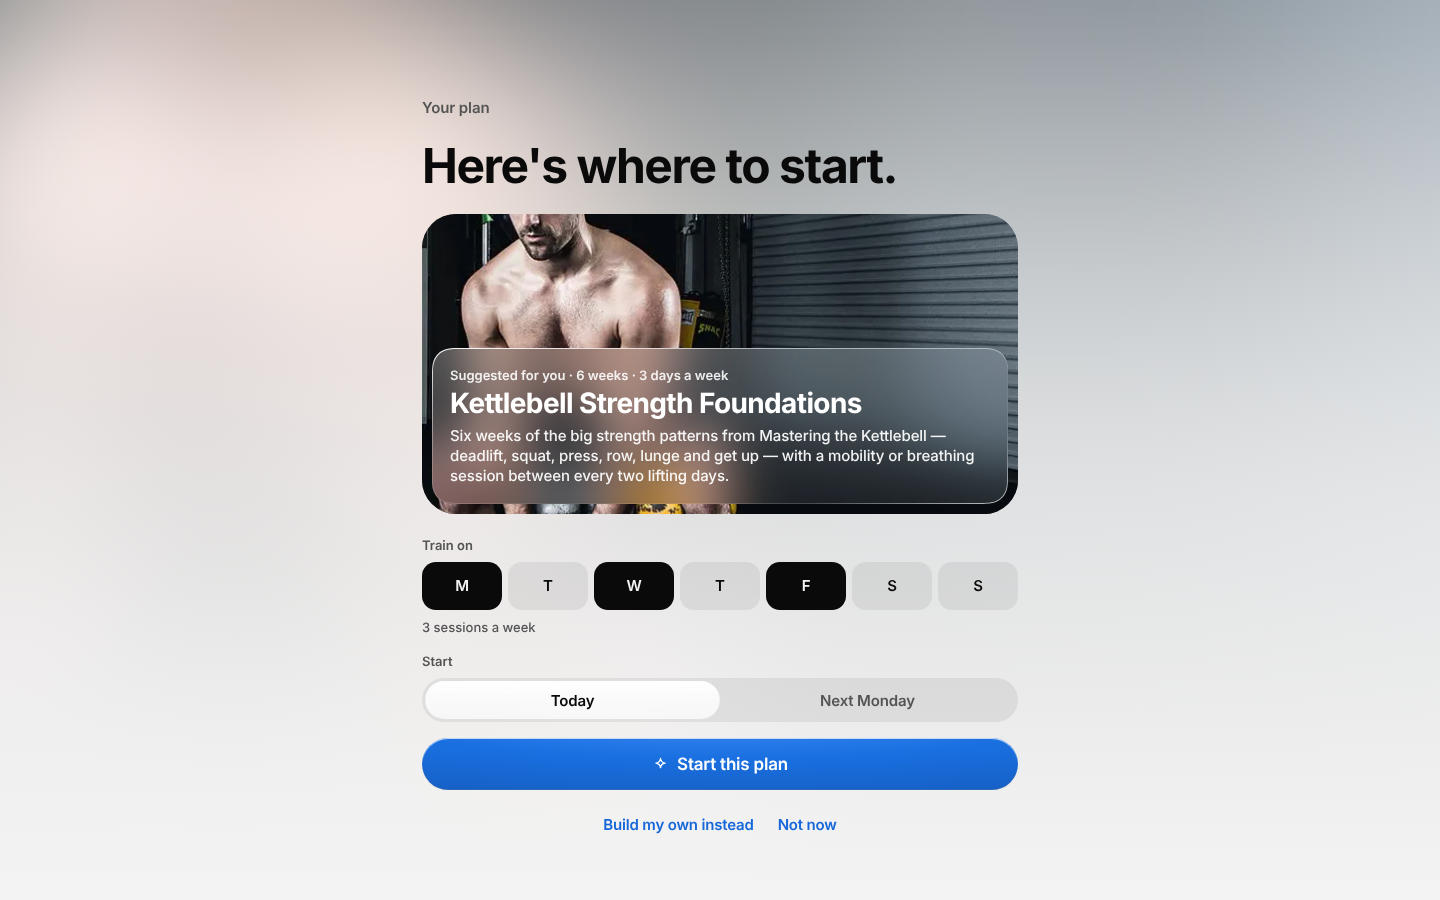 Your plan
Here's where to start.
SNAC
Suggested for you · 6 weeks · 3 days a week
Kettlebell Strength Foundations
Six weeks of the big strength patterns from Mastering the Kettlebell —
deadlift, squat, press, row, lunge and get up — with a mobility or breathing
session between every two lifting days.
Train on
M T W T F S S
3 sessions a week
Start
Today Next Monday
Start this plan
Build my own instead Not now